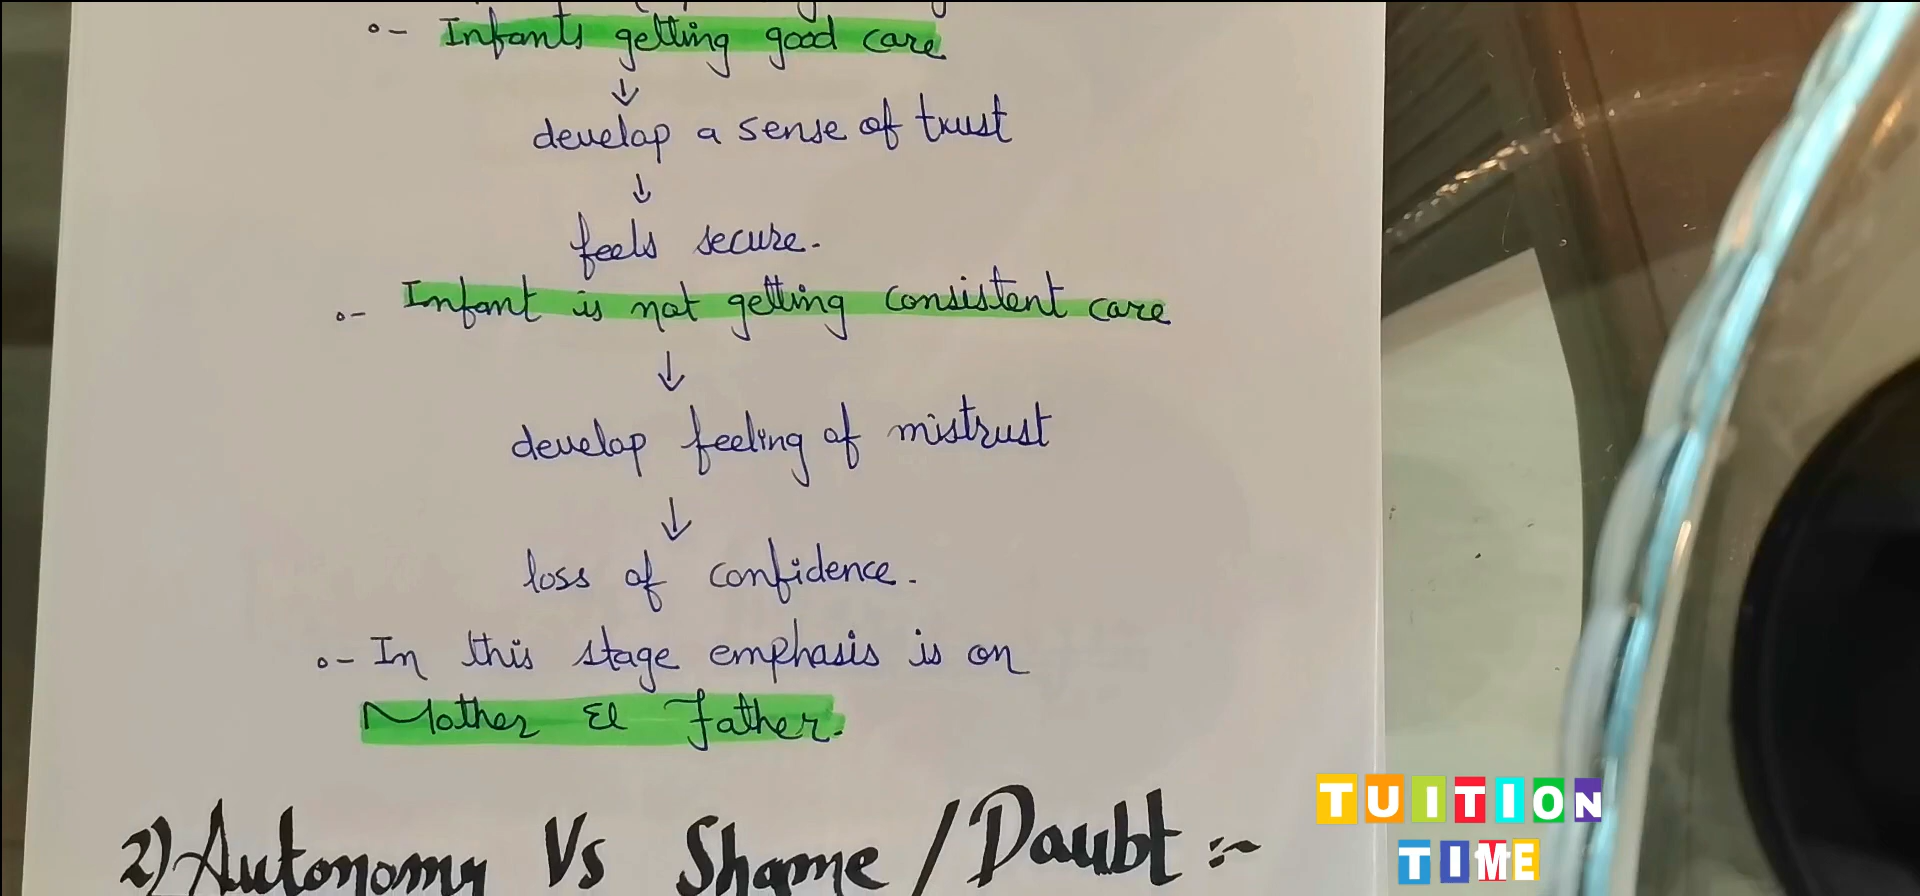 ∘- Infants getting good care
↓
develop a sense of trust
↓
feels secure.
∘- Infant is not getting consistent care
↓
develop feeling of mistrust
↓
loss of confidence.
∘- In this stage emphasis is on
Mother & Father.
2) Autonomy Vs Shame / Doubt :-
TUITION
TIME